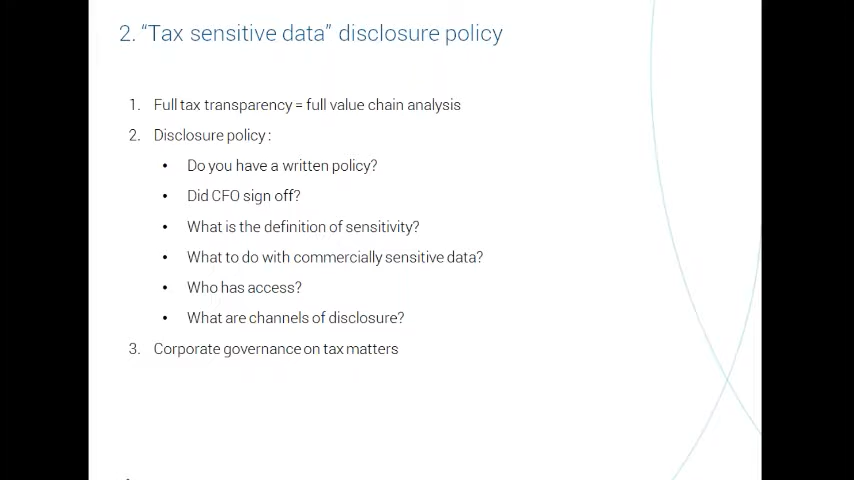 2. “Tax sensitive data” disclosure policy
1. Full tax transparency = full value chain analysis
2. Disclosure policy:
• Do you have a written policy?
• Did CFO sign off?
• What is the definition of sensitivity?
• What to do with commercially sensitive data?
• Who has access?
• What are channels of disclosure?
3. Corporate governance on tax matters